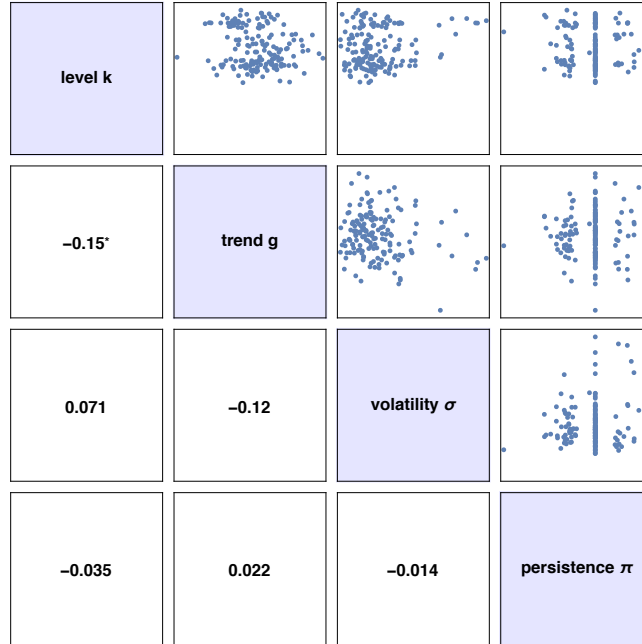 level k
−0.15*
trend g
0.071
−0.12
volatility σ
−0.035
0.022
−0.014
persistence π